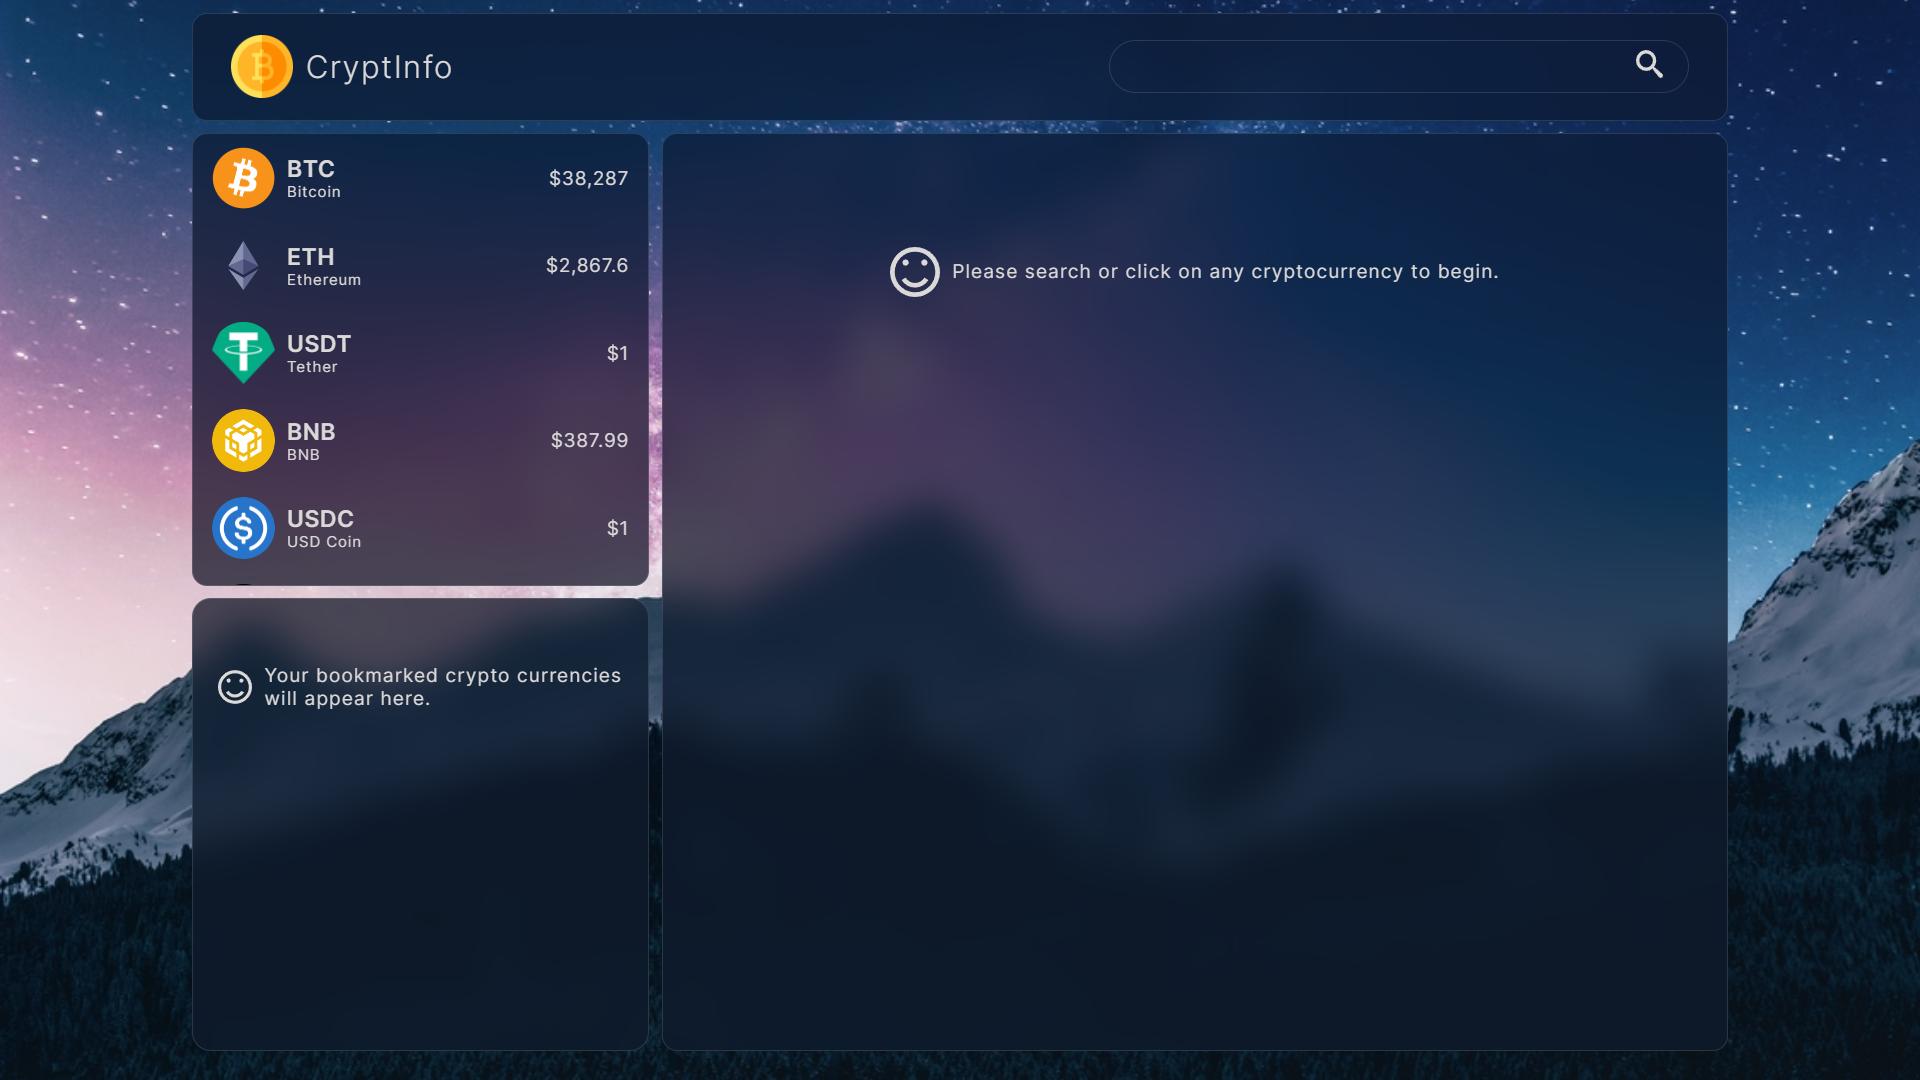 CryptInfo
BTC
Bitcoin
$38,287
ETH
Ethereum
$2,867.6
USDT
Tether
$1
BNB
BNB
$387.99
USDC
USD Coin
$1
Please search or click on any cryptocurrency to begin.
Your bookmarked crypto currencies
will appear here.